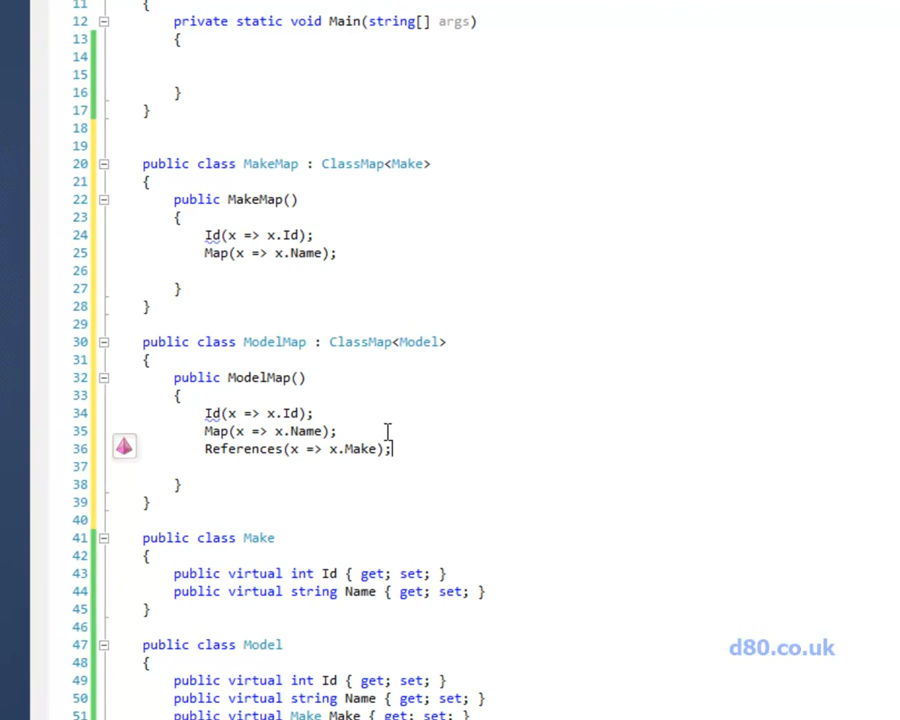 11 {
12 private static void Main(string[] args)
13 {
14
15
16 }
17 }
18
19
20 public class MakeMap : ClassMap<Make>
21 {
22 public MakeMap()
23 {
24 Id(x => x.Id);
25 Map(x => x.Name);
26
27 }
28 }
29
30 public class ModelMap : ClassMap<Model>
31 {
32 public ModelMap()
33 {
34 Id(x => x.Id);
35 Map(x => x.Name);
36 References(x => x.Make);
37
38 }
39 }
40
41 public class Make
42 {
43 public virtual int Id { get; set; }
44 public virtual string Name { get; set; }
45 }
46
47 public class Model
48 {
49 public virtual int Id { get; set; }
50 public virtual string Name { get; set; }
51 public virtual Make Make { get; set; }
d80.co.uk